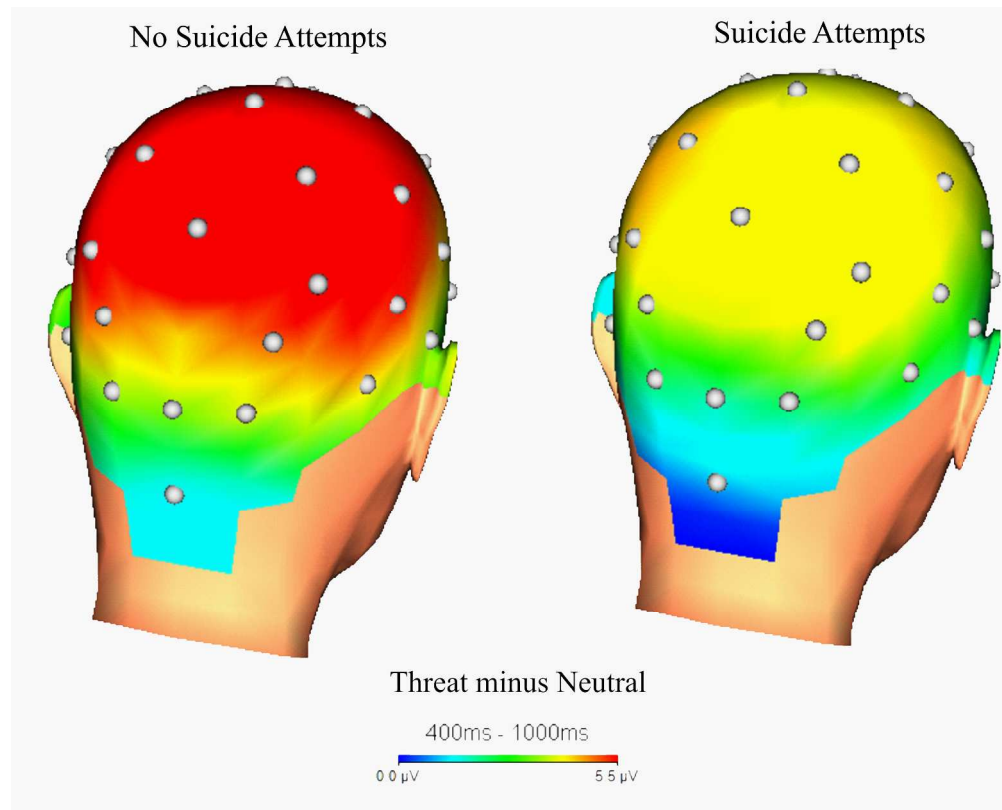 No Suicide Attempts
Suicide Attempts
Threat minus Neutral
400ms - 1000ms
0.0 µV
5.5 µV